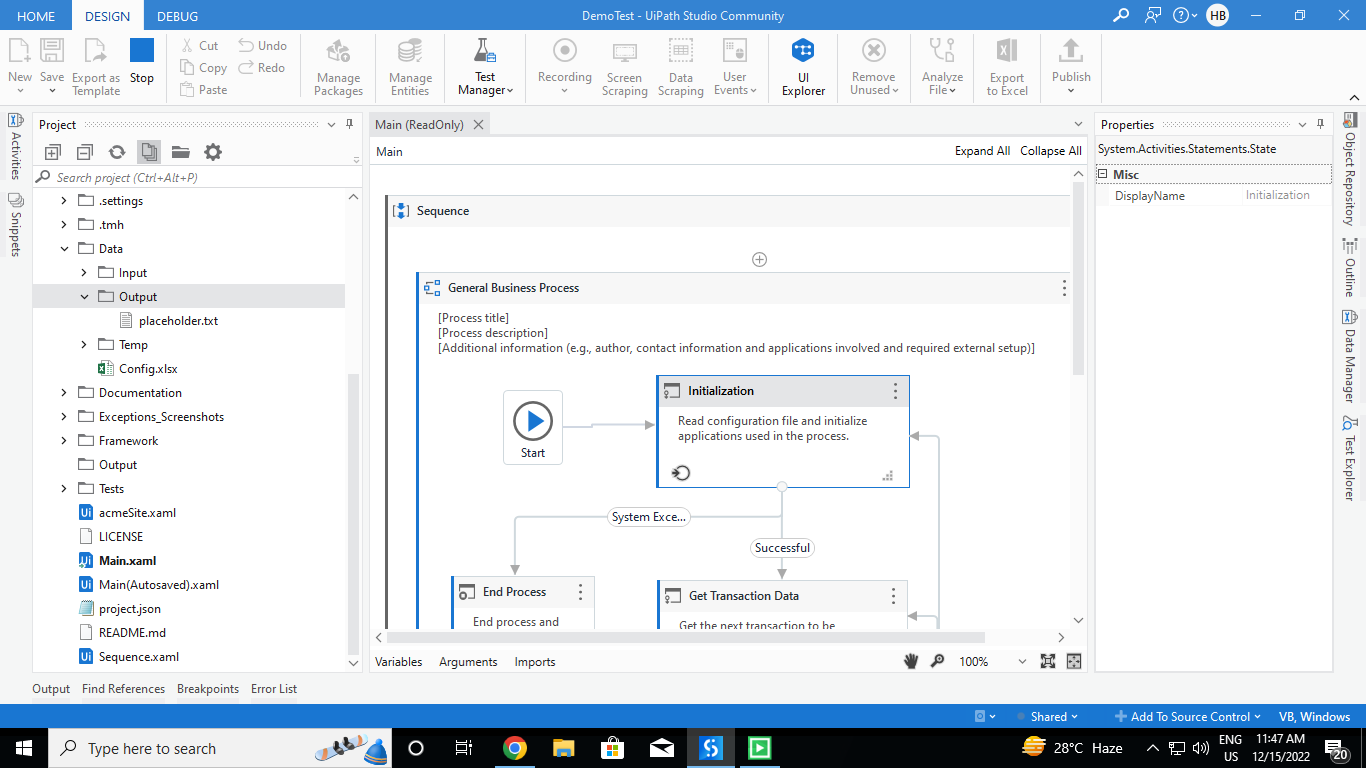 HOME DESIGN DEBUG DemoTest - UiPath Studio Community HB
New Save Export as Template Stop
Cut Undo
Copy Redo
Paste
Manage Packages
Manage Entities
Test Manager
Recording
Screen Scraping
Data Scraping
User Events
UI Explorer
Remove Unused
Analyze File
Export to Excel
Publish
Activities
Snippets
Project
Search project (Ctrl+Alt+P)
.settings
.tmh
Data
Input
Output
placeholder.txt
Temp
Config.xlsx
Documentation
Exceptions_Screenshots
Framework
Output
Tests
acmeSite.xaml
LICENSE
Main.xaml
Main(Autosaved).xaml
project.json
README.md
Sequence.xaml
Main (ReadOnly)
Main Expand All Collapse All
Sequence
General Business Process
[Process title]
[Process description]
[Additional information (e.g., author, contact information and applications involved and required external setup)]
Start
Initialization
Read configuration file and initialize
applications used in the process.
System Exce...
Successful
End Process
End process and
Get Transaction Data
Get the next transaction to be
Variables Arguments Imports 100%
Properties
System.Activities.Statements.State
Misc
DisplayName Initialization
Object Repository
Outline
Data Manager
Test Explorer
Output Find References Breakpoints Error List
Shared Add To Source Control VB, Windows
Type here to search
28°C Haze
ENG
US
11:47 AM
12/15/2022
20